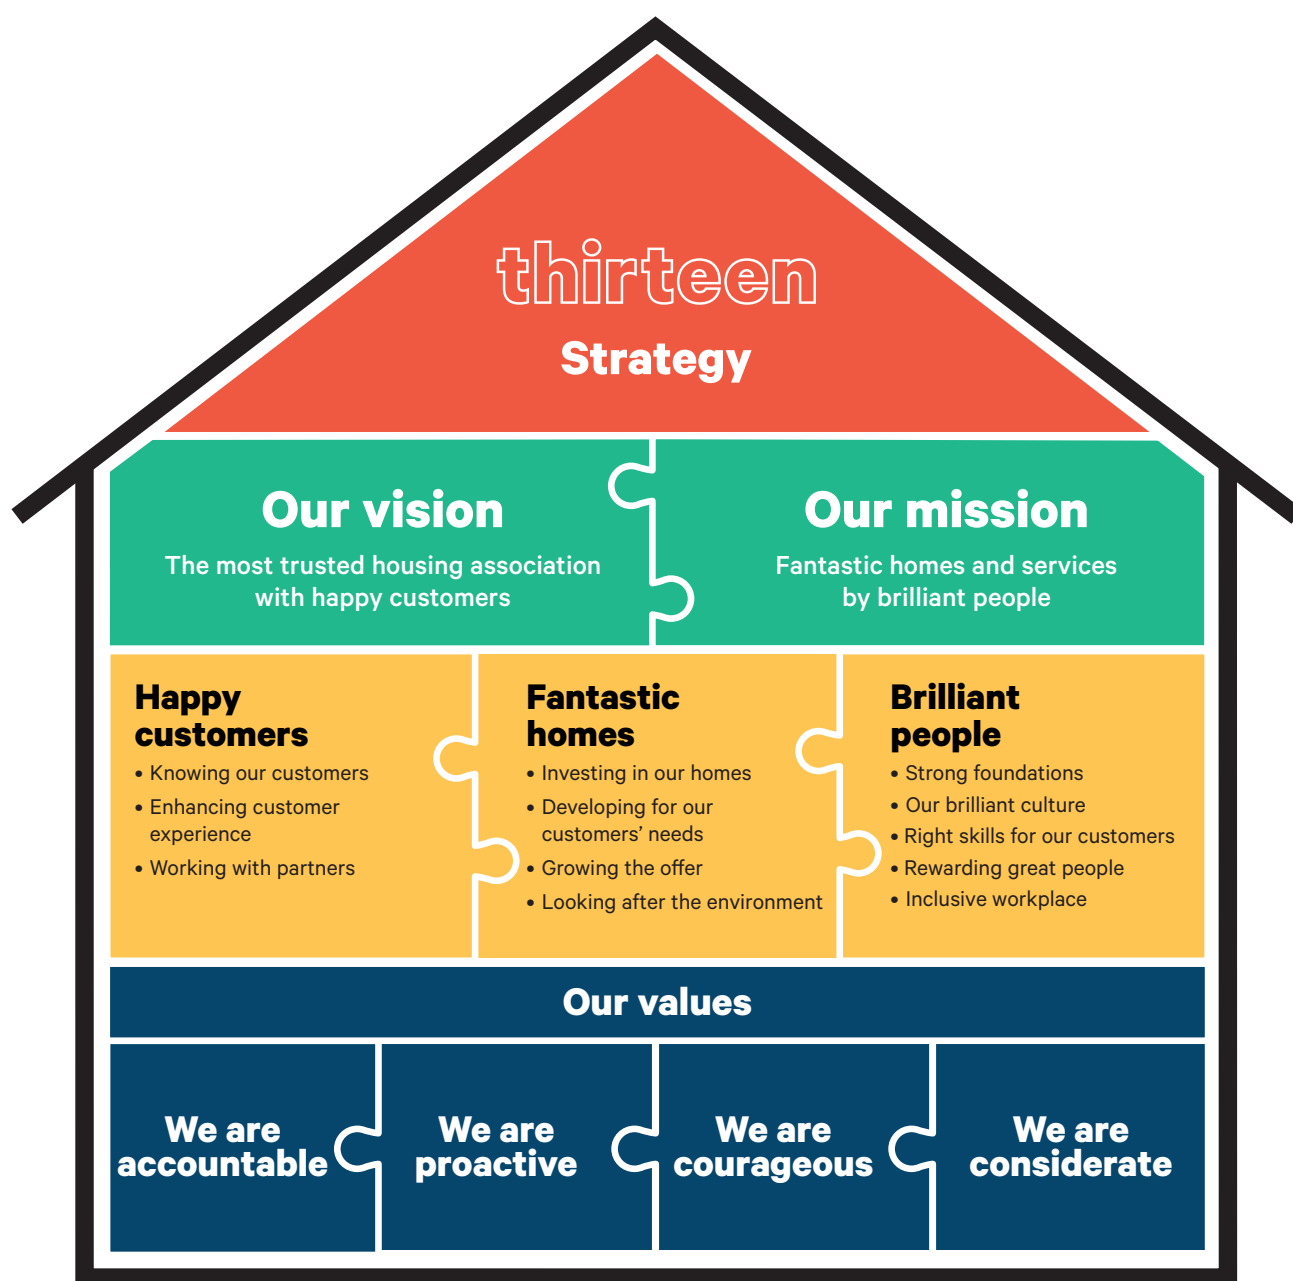 thirteen
Strategy
Our vision
The most trusted housing association
with happy customers
Our mission
Fantastic homes and services
by brilliant people
Happy
customers
• Knowing our customers
• Enhancing customer
experience
• Working with partners
Fantastic
homes
• Investing in our homes
• Developing for our
customers’ needs
• Growing the offer
• Looking after the environment
Brilliant
people
• Strong foundations
• Our brilliant culture
• Right skills for our customers
• Rewarding great people
• Inclusive workplace
Our values
We are
accountable
We are
proactive
We are
courageous
We are
considerate